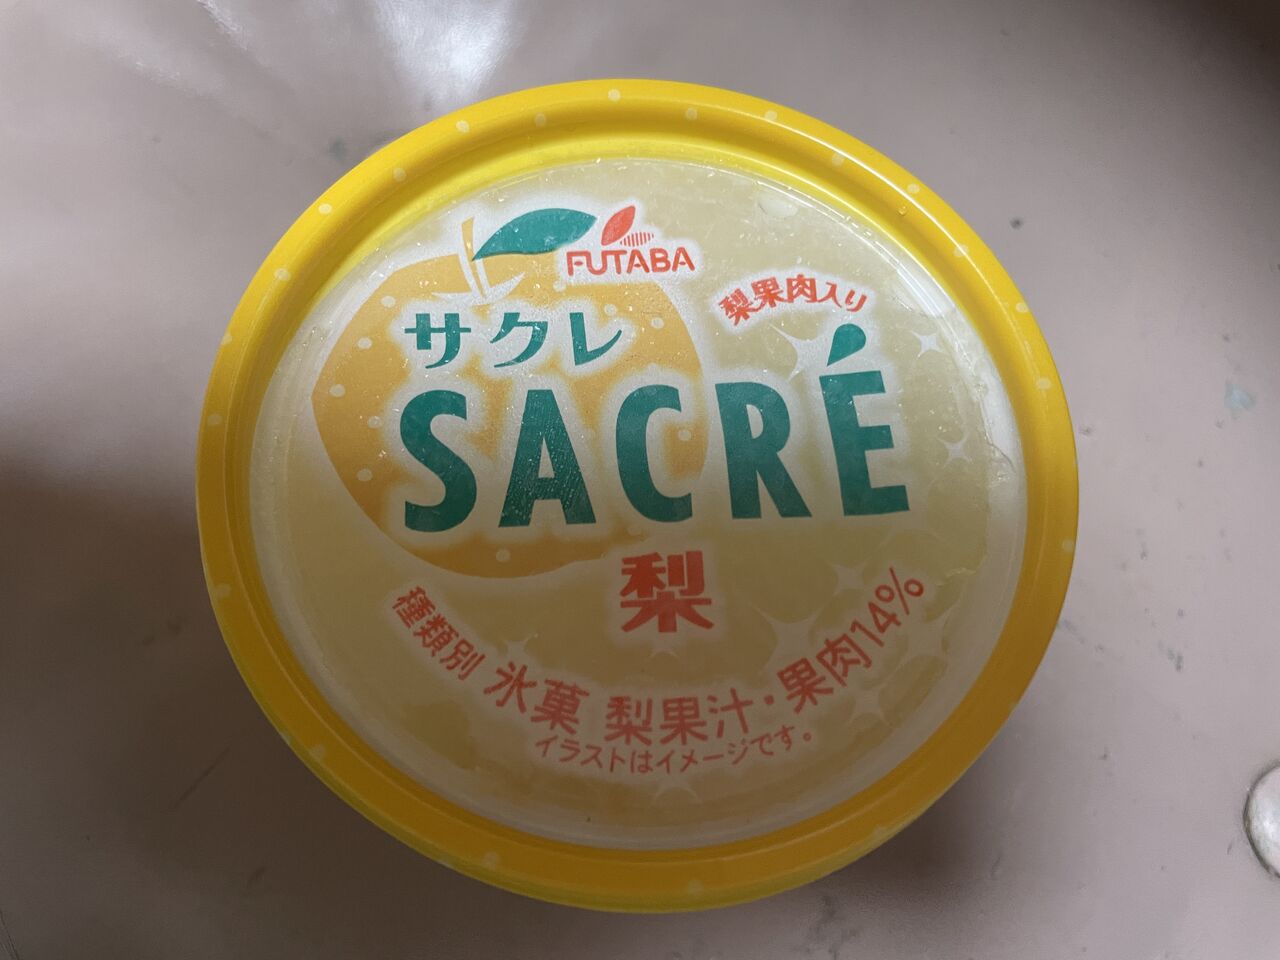 FUTABA
梨果肉入り
サクレ
SACRÉ
梨
種類別 氷菓 梨果汁・果肉14%
イラストはイメージです。